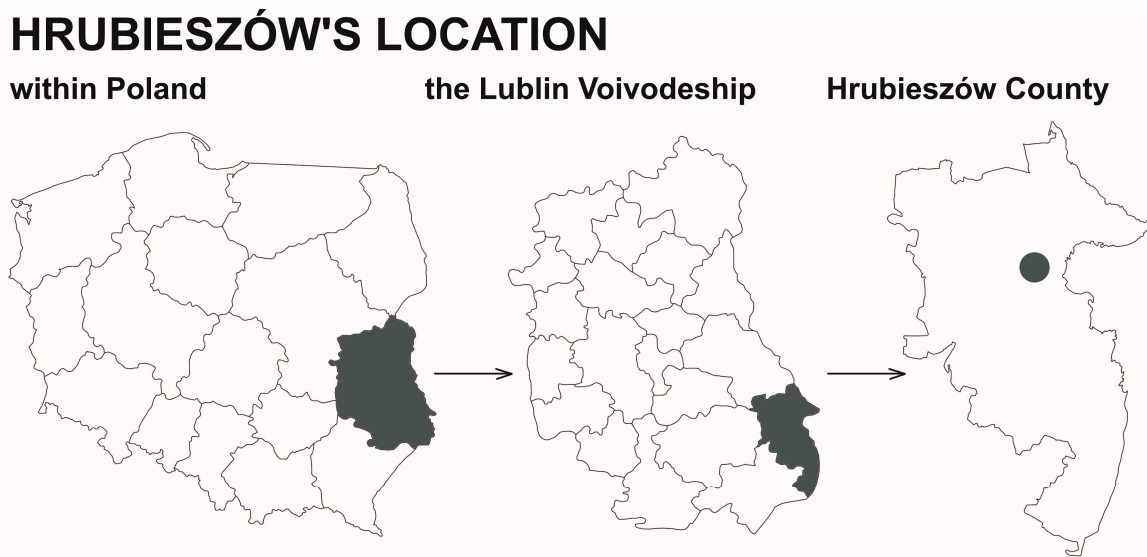 HRUBIESZÓW'S LOCATION
within Poland
the Lublin Voivodeship
Hrubieszów County